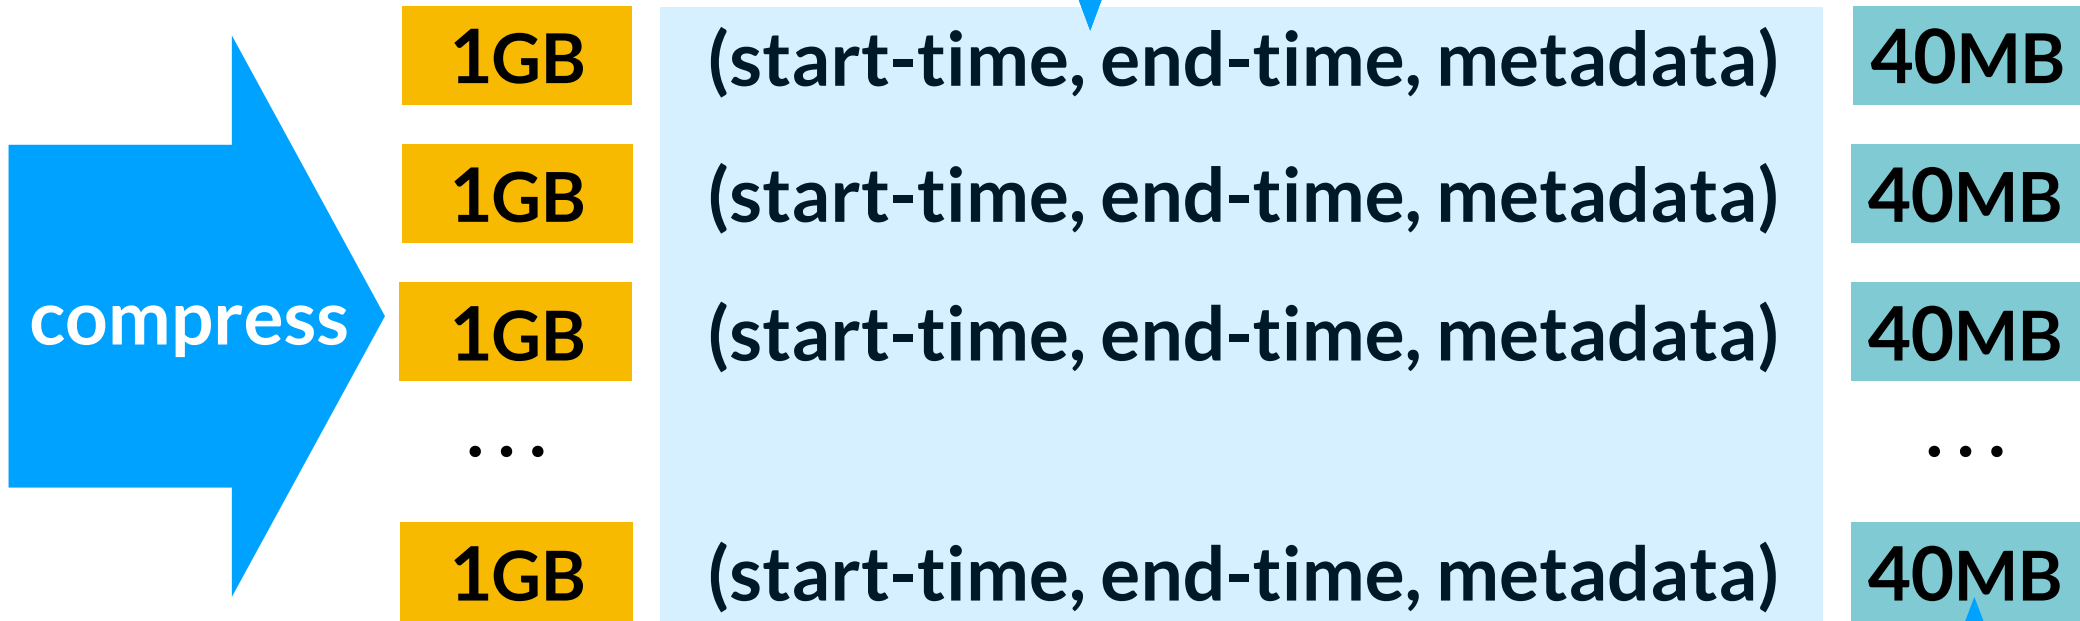 1GB (start-time, end-time, metadata) 40MB
1GB (start-time, end-time, metadata) 40MB
compress 1GB (start-time, end-time, metadata) 40MB
... ...
1GB (start-time, end-time, metadata) 40MB